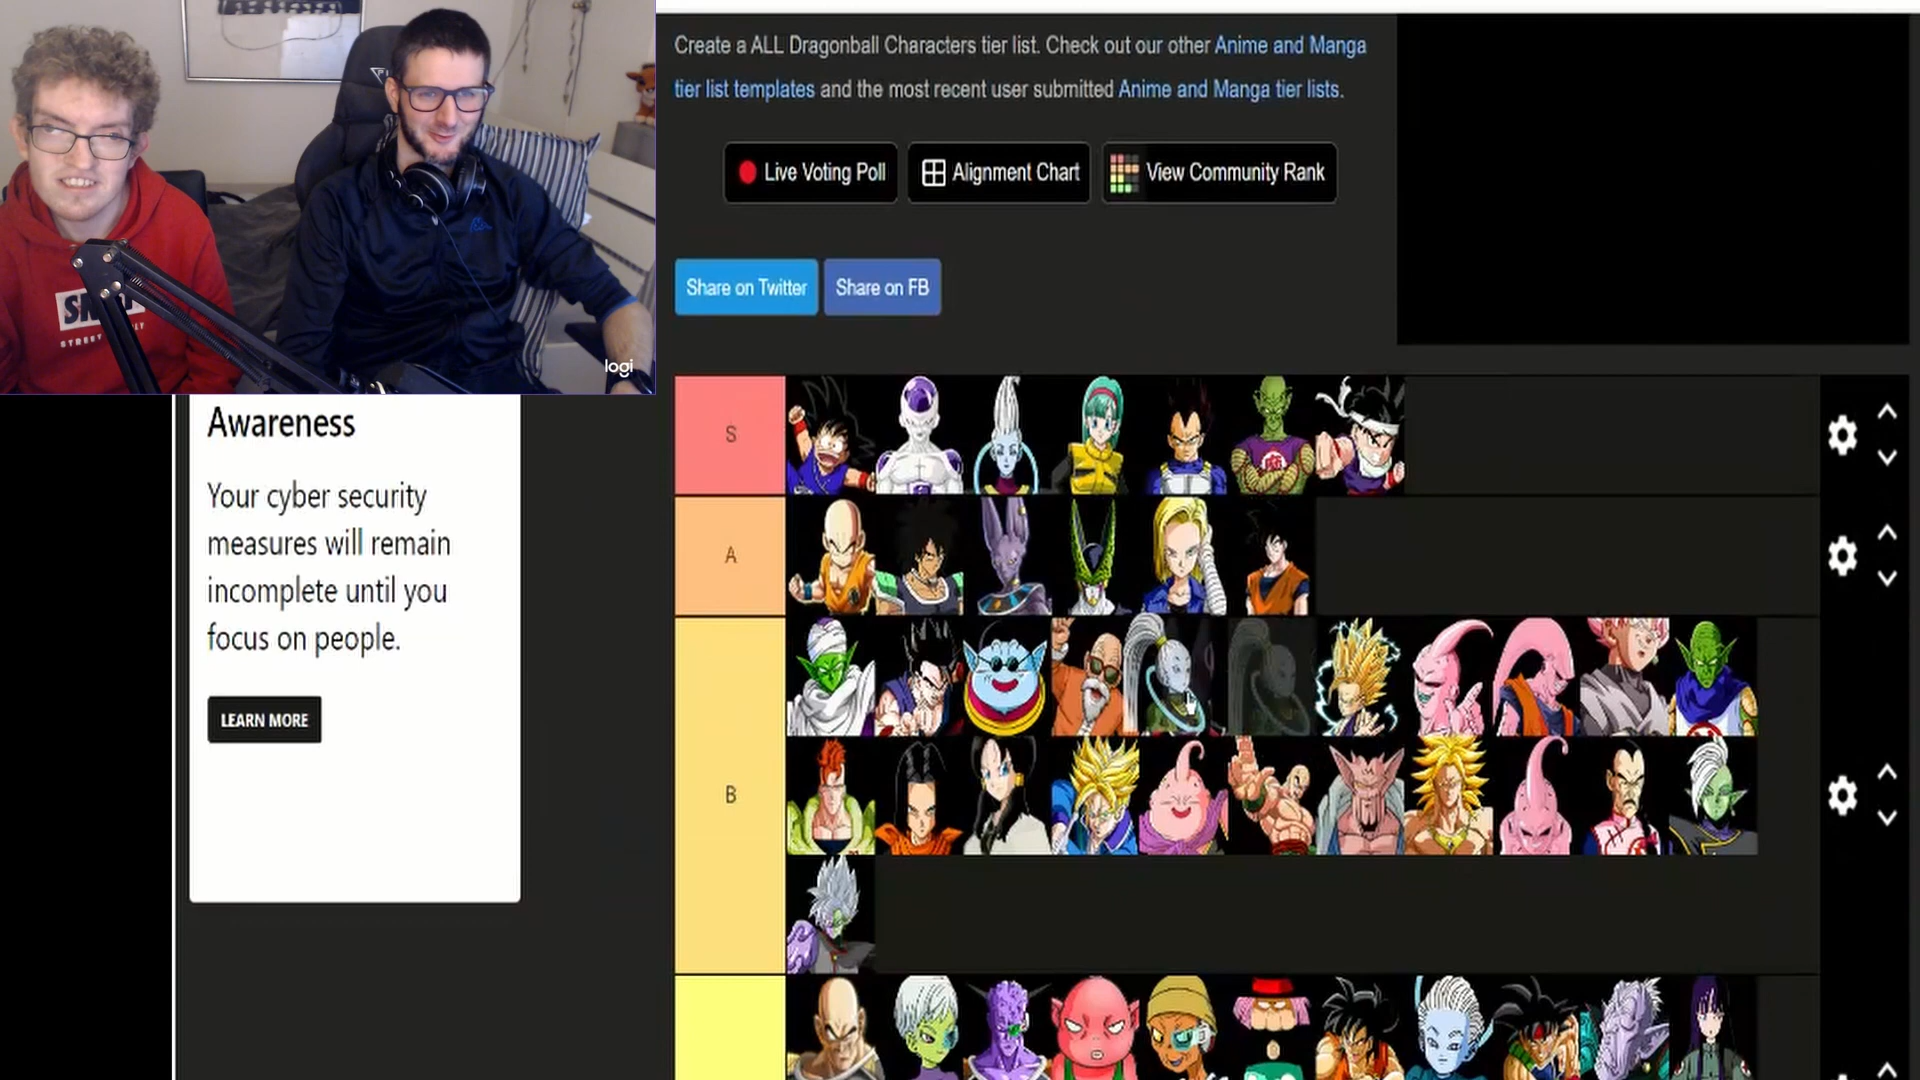 Create a ALL Dragonball Characters tier list. Check out our other Anime and Manga
tier list templates and the most recent user submitted Anime and Manga tier lists.
Live Voting Poll
Alignment Chart
View Community Rank
Share on Twitter
Share on FB
logi
Awareness
Your cyber security
measures will remain
incomplete until you
focus on people.
LEARN MORE
S
A
B